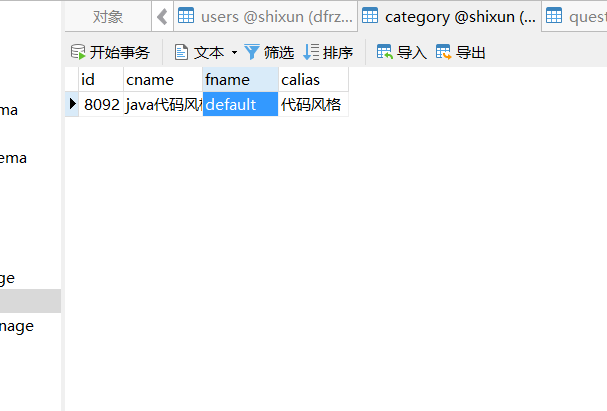 对象 users @shixun (dfrz... category @shixun (... quest
开始事务 文本 筛选 排序 导入 导出
id cname fname calias
8092 java代码风格 default 代码风格
ma
ema
ge
nage